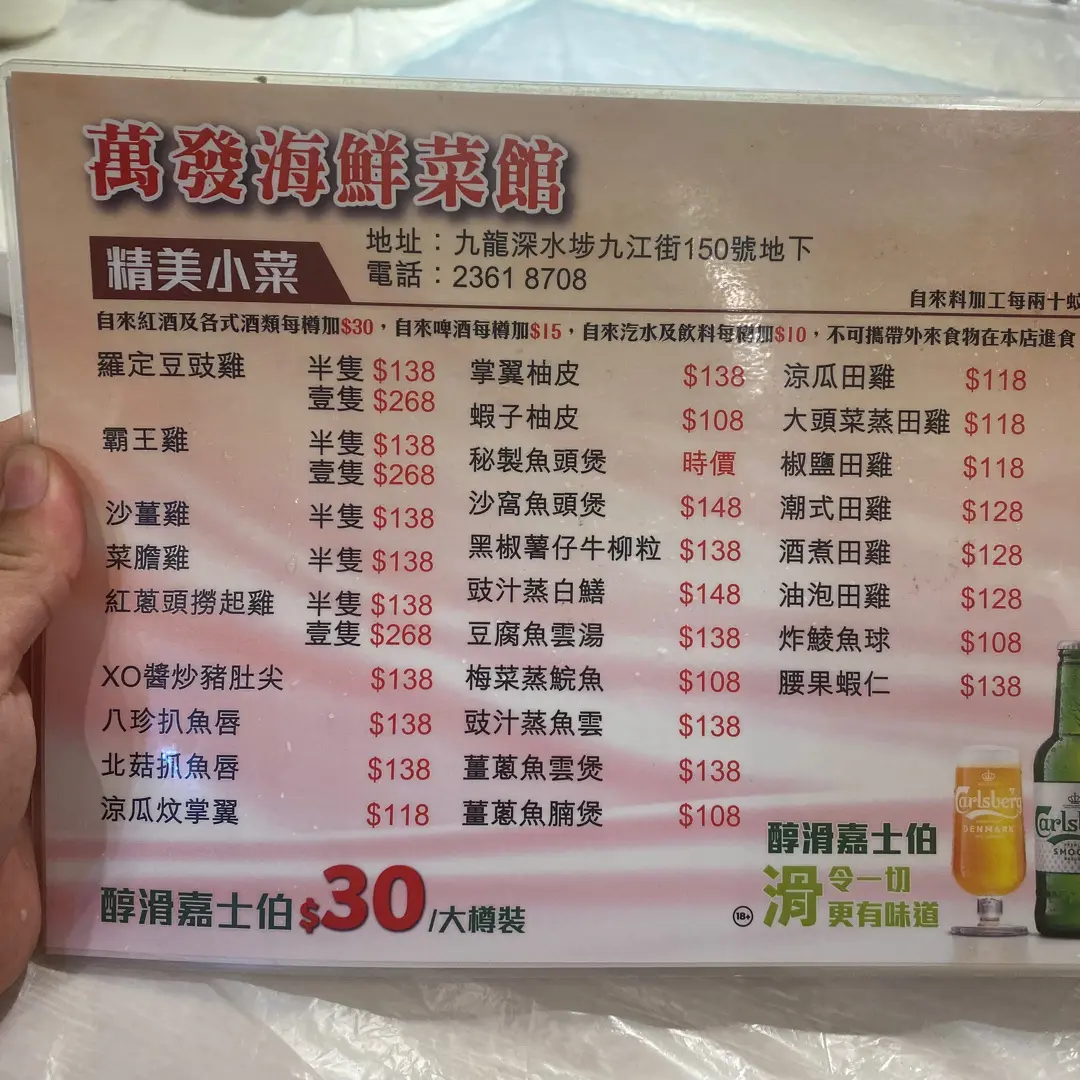 萬發海鮮菜館
精美小菜
地址：九龍深水埗九江街150號地下
電話：2361 8708
自來料加工每兩十蚊
自來紅酒及各式酒類每樽加$30，自來啤酒每樽加$15，自來汽水及飲料每樽加$10，不可攜帶外來食物在本店進食
羅定豆豉雞 半隻 $138
壹隻 $268
霸王雞 半隻 $138
壹隻 $268
沙薑雞 半隻 $138
菜膽雞 半隻 $138
紅蔥頭撈起雞 半隻 $138
壹隻 $268
XO醬炒豬肚尖 $138
八珍扒魚唇 $138
北菇抓魚唇 $138
涼瓜炆掌翼 $118
掌翼柚皮 $138
蝦子柚皮 $108
秘製魚頭煲 時價
沙窩魚頭煲 $148
黑椒薯仔牛柳粒 $138
豉汁蒸白鱔 $148
豆腐魚雲湯 $138
梅菜蒸鯇魚 $108
豉汁蒸魚雲 $138
薑蔥魚雲煲 $138
薑蔥魚腩煲 $108
涼瓜田雞 $118
大頭菜蒸田雞 $118
椒鹽田雞 $118
潮式田雞 $128
酒煮田雞 $128
油泡田雞 $128
炸鯪魚球 $108
腰果蝦仁 $138
醇滑嘉士伯$30/大樽裝
醇滑嘉士伯
滑令一切
更有味道
18+
Carlsberg
DENMARK